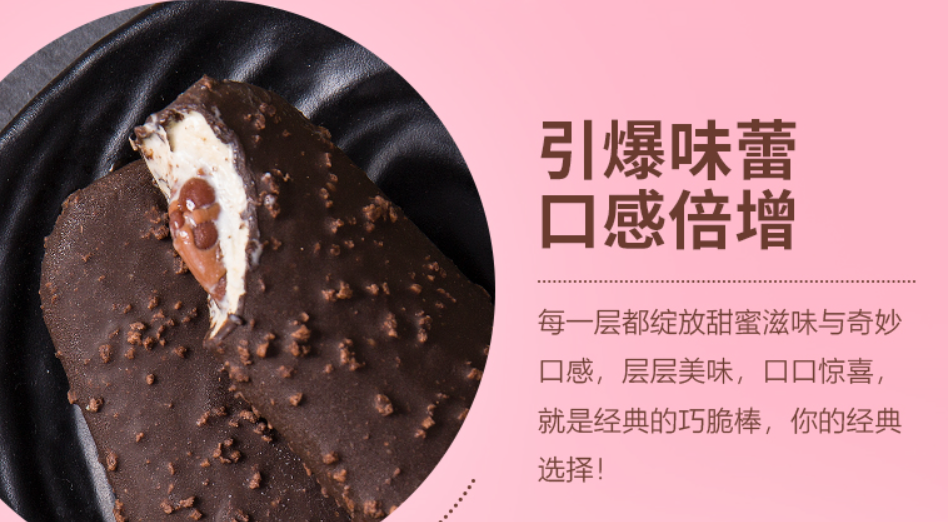 引爆味蕾
口感倍增
每一层都绽放甜蜜滋味与奇妙
口感，层层美味，口口惊喜，
就是经典的巧脆棒，你的经典
选择！